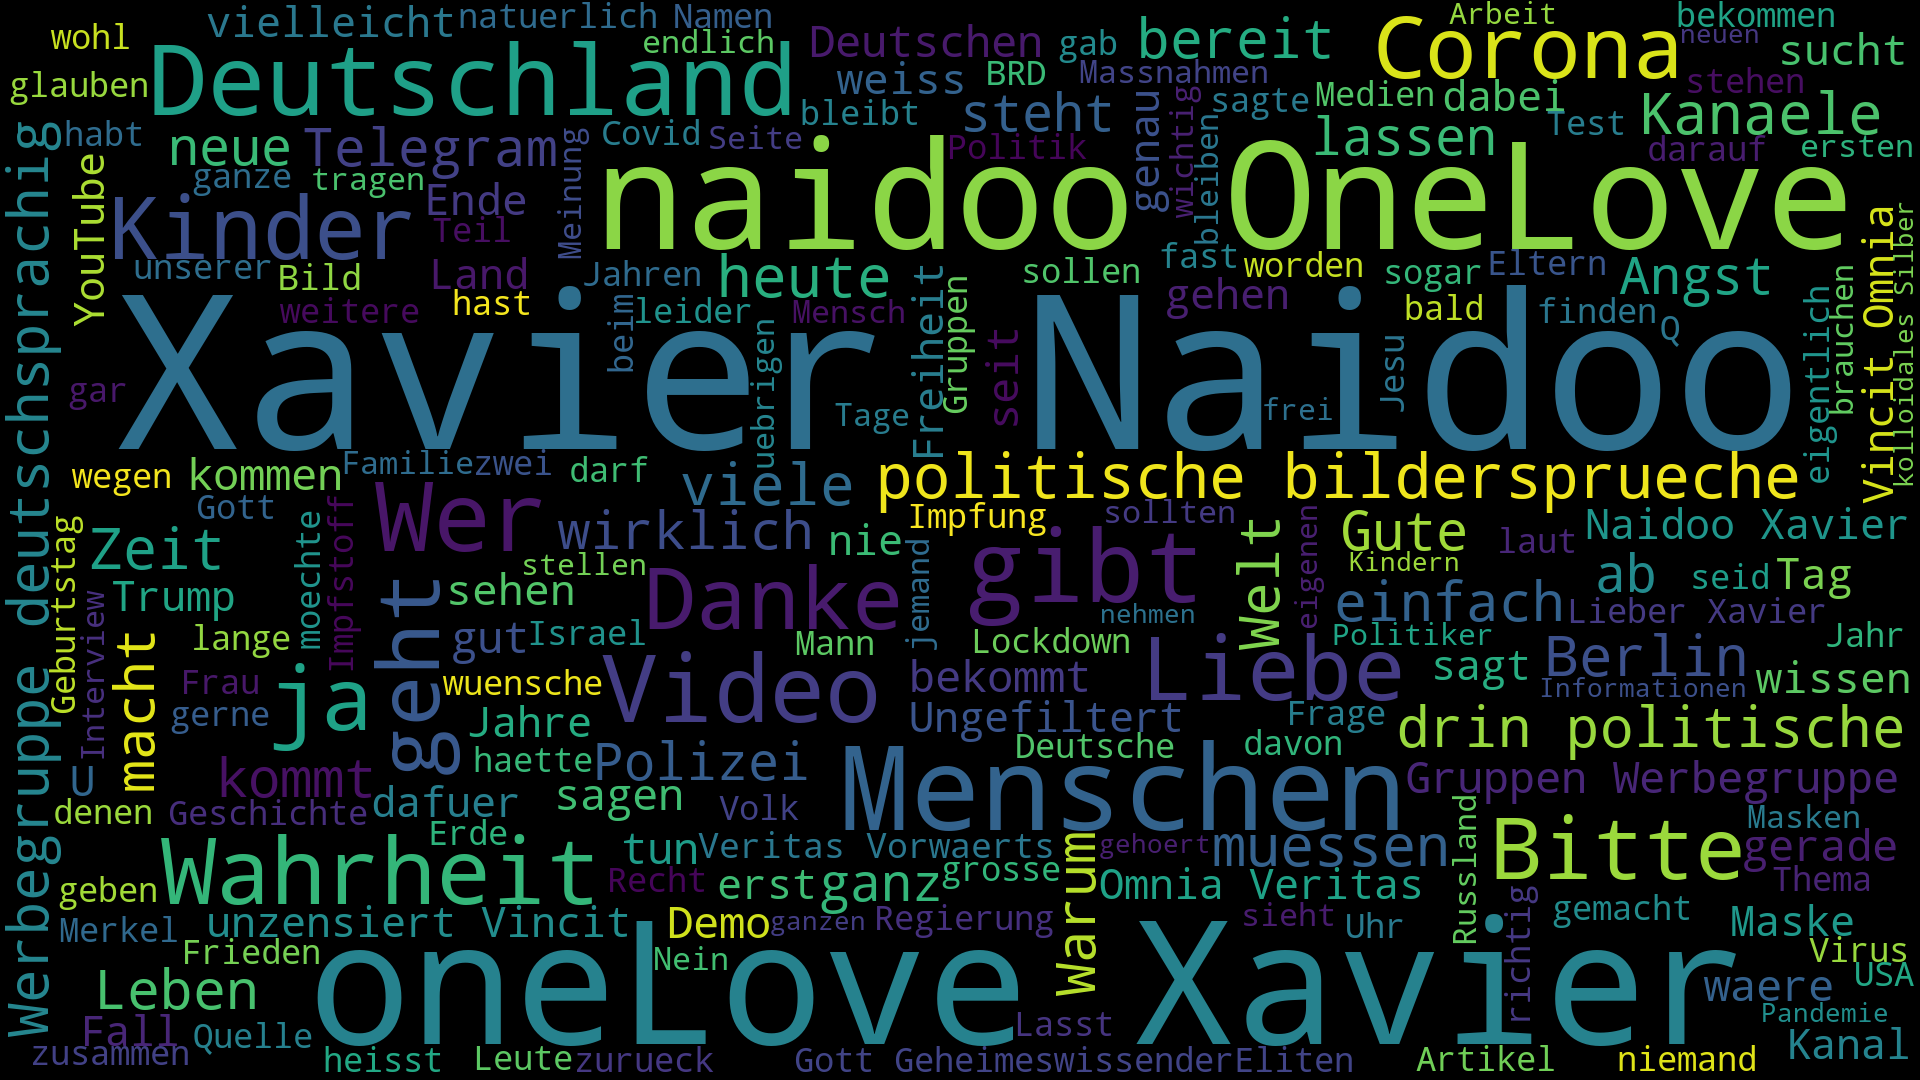 vielleicht natuerlich Namen
wohl
endlich
Deutschen
gab
bereit
Corona
Arbeit
neuen
bekommen
sucht
glauben
Deutschland
weiss
BRD
Massnahmen
stehen
bleibt
steht
genau
wichtig
sagte
Medien
dabei
Kanaele
habt
neue
Telegram
Meinung
Covid
Seite
Politik
bleiben
lassen
Test
darauf
ersten
Werbegruppe deutschsprachig
YouTube
ganze
tragen
Ende
naidoo
OneLove
Kinder
Teil
unserer
Bild
Land
Jahren
heute
sollen
fast
worden
sogar
Eltern
Angst
Vincit Omnia
kolloidales Silber
weitere
hast
beim
leider
Mensch
Freiheit
Gruppen
gehen
bald
finden
Q
eigentlich
brauchen
Xavier
Naidoo
gar
uebrigen
Tage
seit
frei
Jesu
wegen
kommen
Familie
zwei
darf
viele
politische bildersprueche
Gott
Wer
wirklich
nie
Impfung
sollten
Gute
laut
Naidoo Xavier
Geburtstag
Zeit
moechte
Impfstoff
stellen
Danke
jemand
gibt
Welt
eigenen
Kindern
ab
seid
Tag
Trump
geht
sehen
nehmen
einfach
Lieber Xavier
Interview
macht
lange
gut
Israel
Mann
Lockdown
Politiker
Jahr
Frau
ja
wuensche
Video
bekommt
Liebe
sagt
Berlin
Informationen
wissen
gerne
Jahre
Ungefiltert
Frage
drin politische
U
kommt
haette
Polizei
Deutsche
davon
Menschen
Gruppen Werbegruppe
denen
Geschichte
dafuer
sagen
Volk
Russland
Masken
Erde
tun
Veritas Vorwaerts
Warum
gehoert
muessen
Bitte
gerade
geben
Wahrheit
Recht
erst
ganz
grosse
Omnia Veritas
Thema
Merkel
unzensiert Vincit
Demo
ganzen
Regierung
sieht
Uhr
richtig
gemacht
Maske
Frieden
oneLove Xavier
Nein
Virus
Leben
waere
USA
Fall
Quelle
Lasst
Pandemie
zusammen
heisst
Leute
zurueck
Gott GeheimeswissenderEliten
Artikel
niemand
Kanal